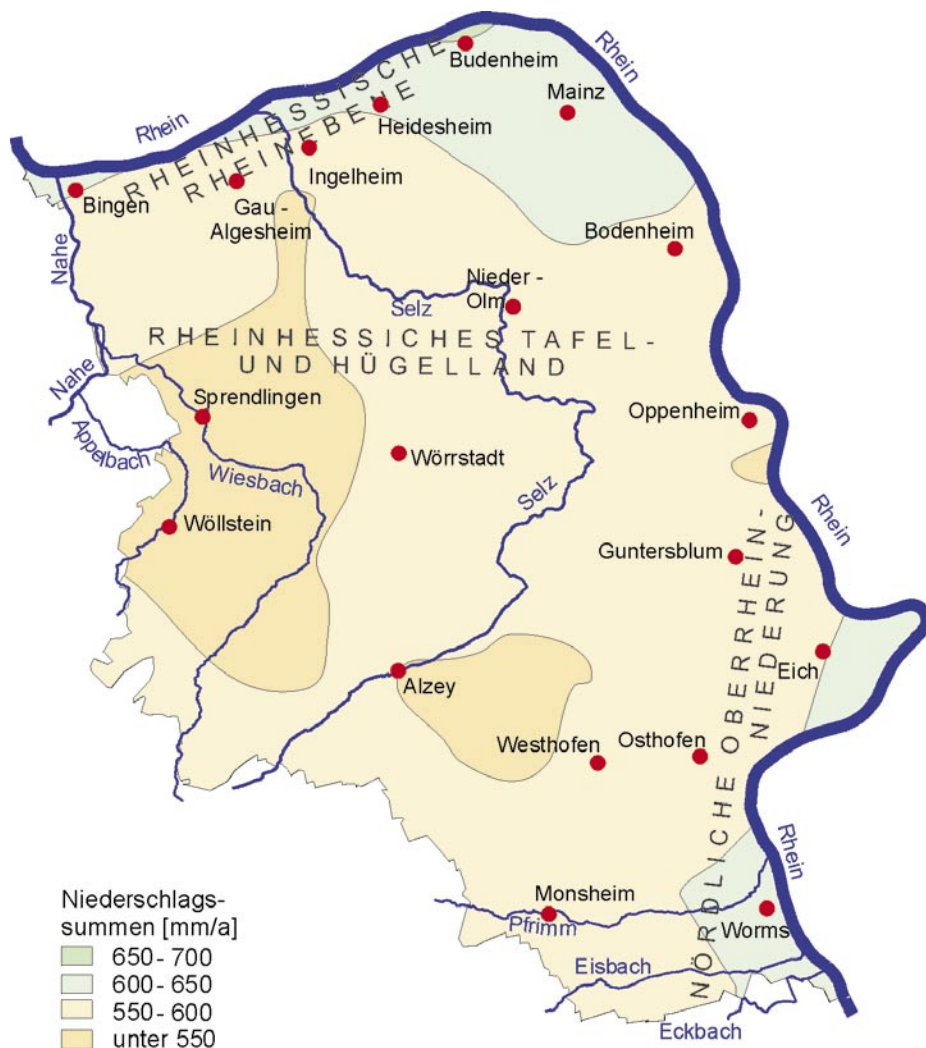 Rhein
Budenheim
Mainz
Rhein
RHEINHESSISCHE
RHEINEBENE
Heidesheim
Ingelheim
Bingen
Gau -
Algesheim
Bodenheim
Nahe
Nieder -
Olm
Selz
RHEINHESSICHES TAFEL-
UND HÜGELLAND
Nahe
Sprendlingen
Oppenheim
Appelbach
Wörrstadt
Wiesbach
Selz
Rhein
Wöllstein
Guntersblum
NÖRDLICHE OBERRHEIN-
NIEDERUNG
Eich
Alzey
Westhofen
Osthofen
Rhein
Monsheim
Pfrimm
Worms
Eisbach
Eckbach
Niederschlags-
summen [mm/a]
650 - 700
600 - 650
550 - 600
unter 550